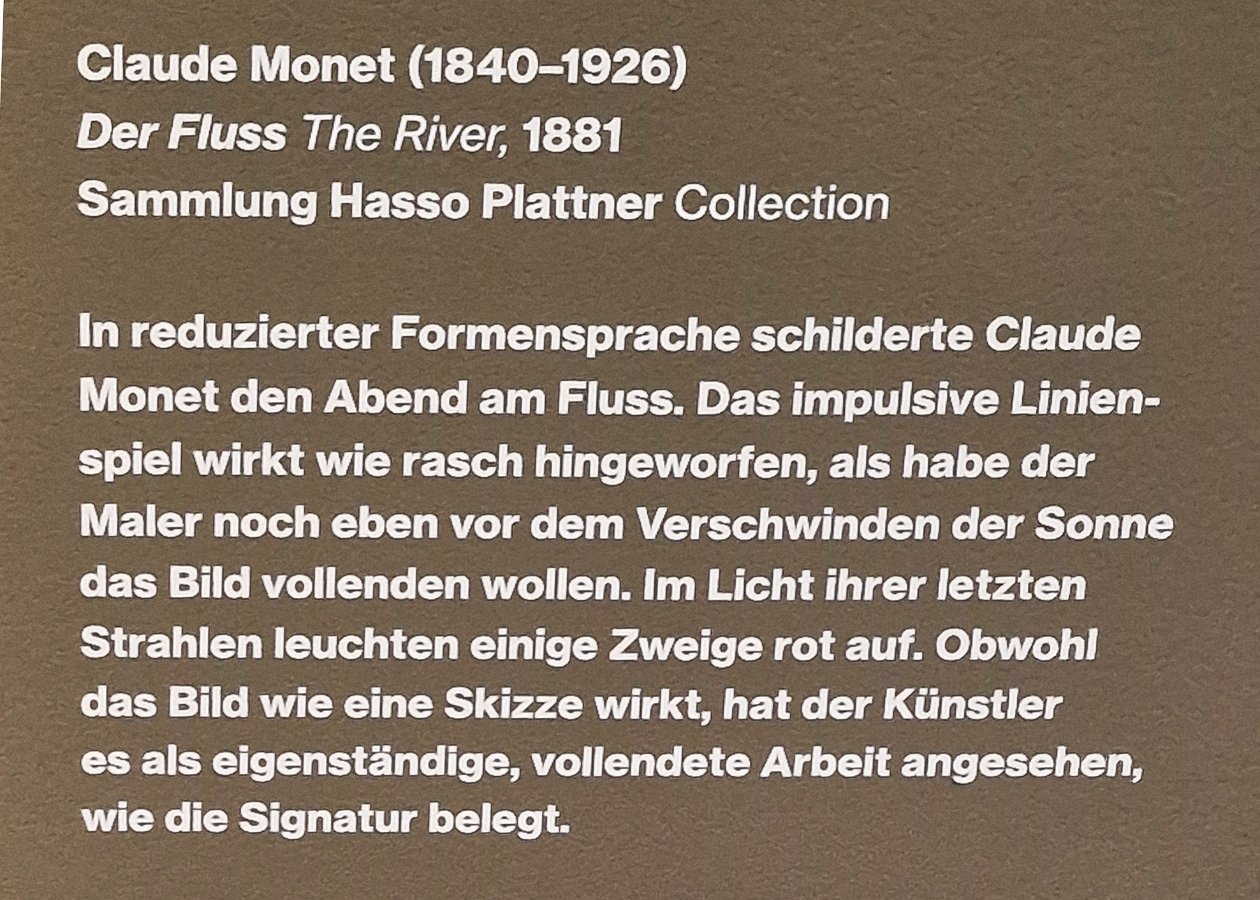 Claude Monet (1840–1926)
Der Fluss The River, 1881
Sammlung Hasso Plattner Collection
In reduzierter Formensprache schilderte Claude
Monet den Abend am Fluss. Das impulsive Linien-
spiel wirkt wie rasch hingeworfen, als habe der
Maler noch eben vor dem Verschwinden der Sonne
das Bild vollenden wollen. Im Licht ihrer letzten
Strahlen leuchten einige Zweige rot auf. Obwohl
das Bild wie eine Skizze wirkt, hat der Künstler
es als eigenständige, vollendete Arbeit angesehen,
wie die Signatur belegt.